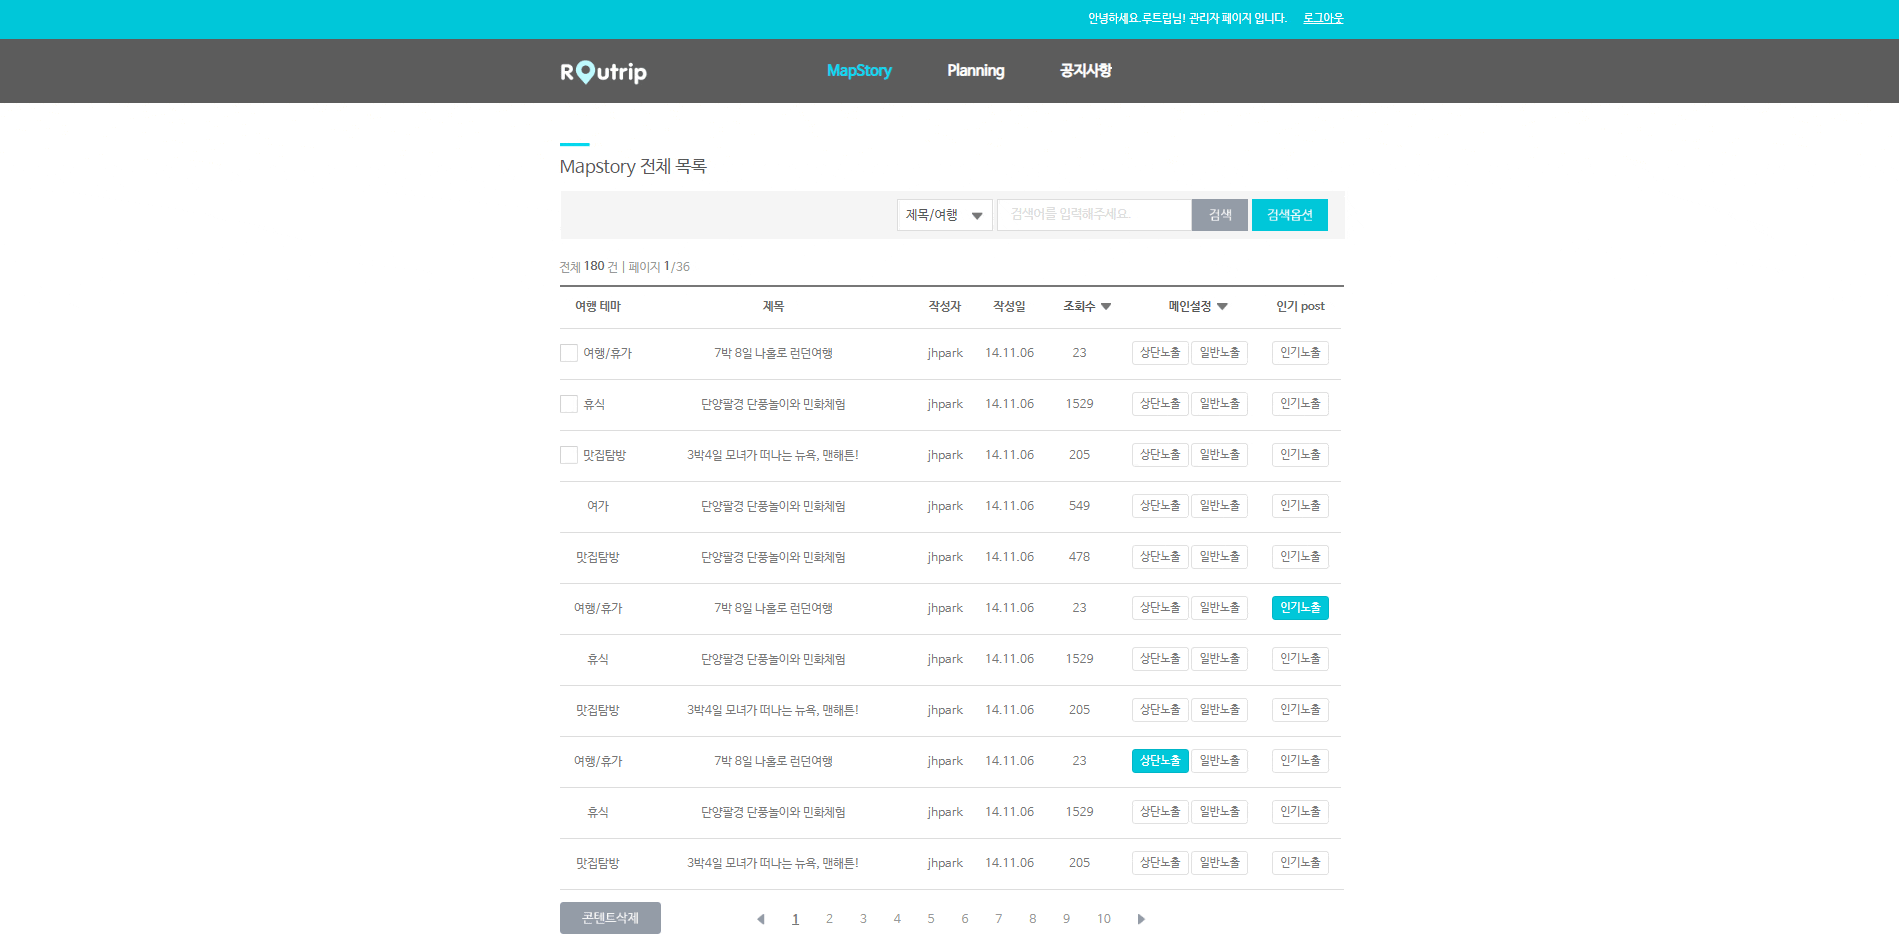 안녕하세요.루트립님! 관리자 페이지 입니다. 로그아웃
Routrip MapStory Planning 공지사항
Mapstory 전체 목록
제목/여행 검색어를 입력해주세요. 검색 검색옵션
전체 180 건 | 페이지 1/36
여행 테마 제목 작성자 작성일 조회수 메인설정 인기 post
여행/휴가 7박 8일 나홀로 런던여행 jhpark 14.11.06 23 상단노출 일반노출 인기노출
휴식 단양팔경 단풍놀이와 민화체험 jhpark 14.11.06 1529 상단노출 일반노출 인기노출
맛집탐방 3박4일 모녀가 떠나는 뉴욕, 맨해튼! jhpark 14.11.06 205 상단노출 일반노출 인기노출
여가 단양팔경 단풍놀이와 민화체험 jhpark 14.11.06 549 상단노출 일반노출 인기노출
맛집탐방 단양팔경 단풍놀이와 민화체험 jhpark 14.11.06 478 상단노출 일반노출 인기노출
여행/휴가 7박 8일 나홀로 런던여행 jhpark 14.11.06 23 상단노출 일반노출 인기노출
휴식 단양팔경 단풍놀이와 민화체험 jhpark 14.11.06 1529 상단노출 일반노출 인기노출
맛집탐방 3박4일 모녀가 떠나는 뉴욕, 맨해튼! jhpark 14.11.06 205 상단노출 일반노출 인기노출
여행/휴가 7박 8일 나홀로 런던여행 jhpark 14.11.06 23 상단노출 일반노출 인기노출
휴식 단양팔경 단풍놀이와 민화체험 jhpark 14.11.06 1529 상단노출 일반노출 인기노출
맛집탐방 3박4일 모녀가 떠나는 뉴욕, 맨해튼! jhpark 14.11.06 205 상단노출 일반노출 인기노출
콘텐트삭제 1 2 3 4 5 6 7 8 9 10